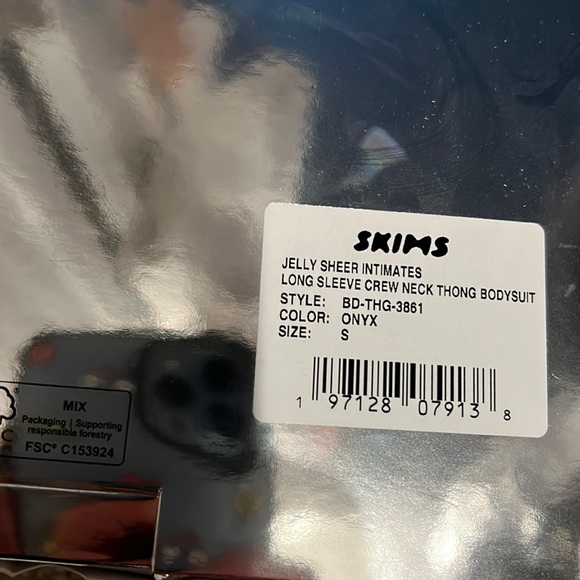 SKIMS
JELLY SHEER INTIMATES
LONG SLEEVE CREW NECK THONG BODYSUIT
STYLE: BD-THG-3861
COLOR: ONYX
SIZE: S
1 97128 07913 8
MiX
Packaging | Supporting
responsible forestry
FSC® C153924